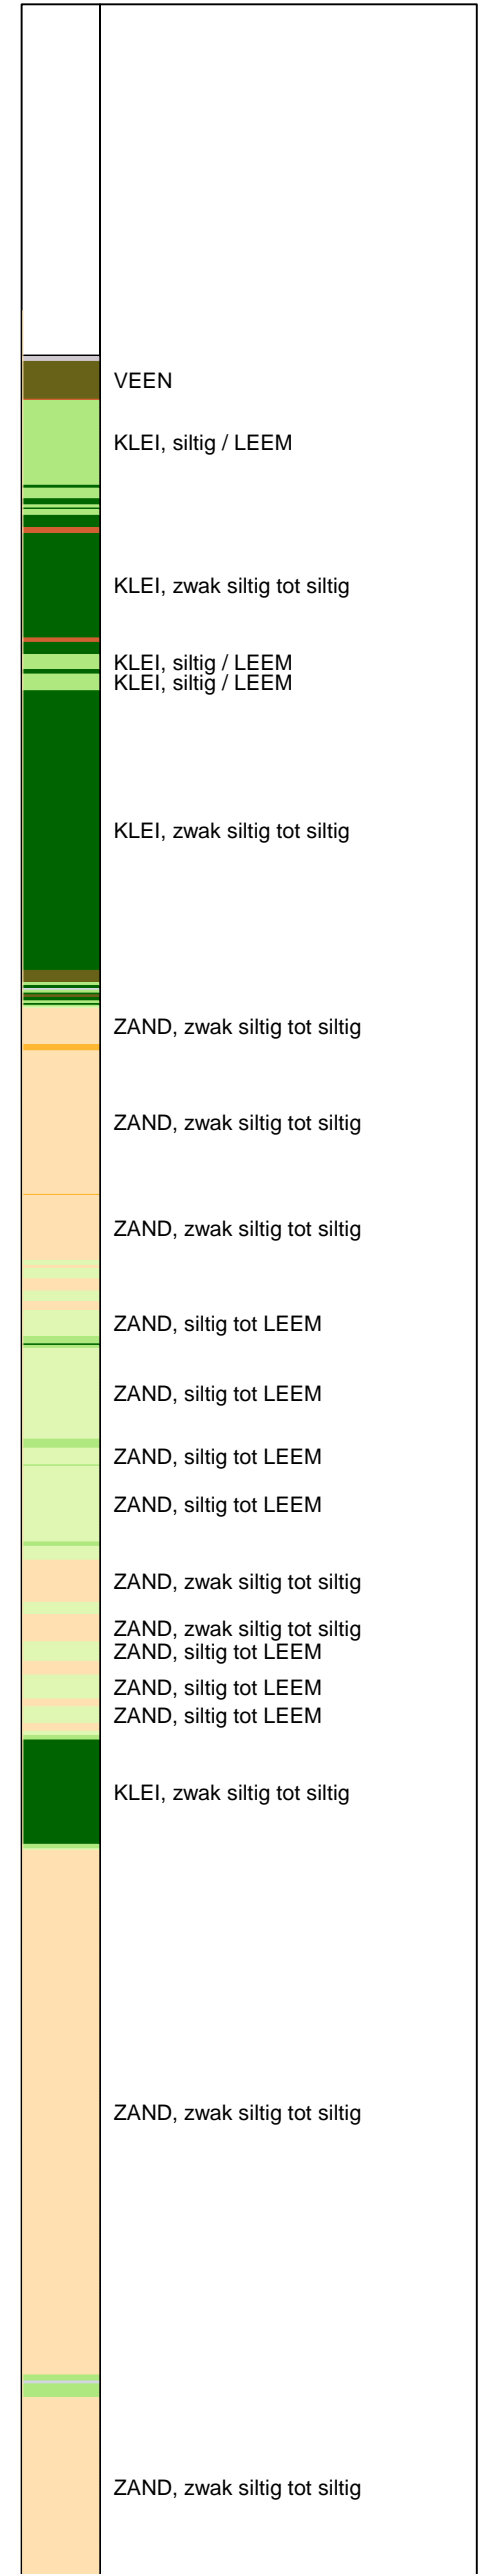 VEEN
KLEI, siltig / LEEM
KLEI, zwak siltig tot siltig
KLEI, siltig / LEEM
KLEI, siltig / LEEM
KLEI, zwak siltig tot siltig
ZAND, zwak siltig tot siltig
ZAND, zwak siltig tot siltig
ZAND, zwak siltig tot siltig
ZAND, siltig tot LEEM
ZAND, siltig tot LEEM
ZAND, siltig tot LEEM
ZAND, siltig tot LEEM
ZAND, zwak siltig tot siltig
ZAND, zwak siltig tot siltig
ZAND, siltig tot LEEM
ZAND, siltig tot LEEM
ZAND, siltig tot LEEM
KLEI, zwak siltig tot siltig
ZAND, zwak siltig tot siltig
ZAND, zwak siltig tot siltig